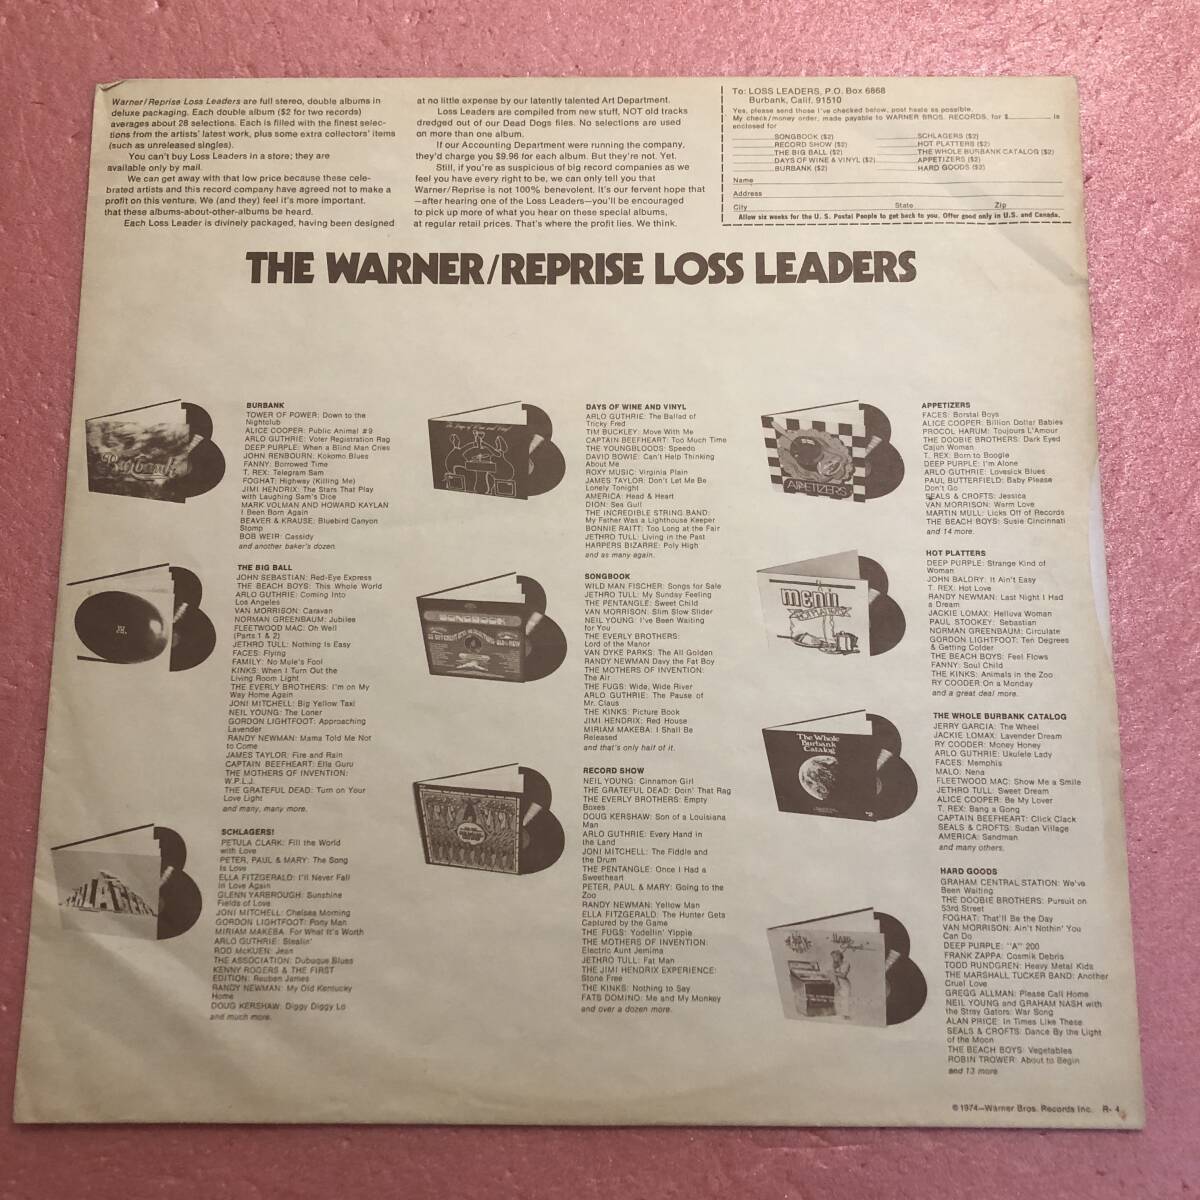 Warner/Reprise Loss Leaders are full stereo, double albums in
deluxe packaging. Each double album ($2 for two records)
averages about 28 selections. Each is filled with the finest selec-
tions from the artists' latest work, plus some extra collectors' items
(such as unreleased singles).
You can't buy Loss Leaders in a store; they are
available only by mail.
We can get away with that low price because these cele-
brated artists and this record company have agreed not to make a
profit on this venture. We (and they) feel it's more important
that these albums-about-other-albums be heard.
Each Loss Leader is divinely packaged, having been designed
at no little expense by our latently talented Art Department.
Loss Leaders are compiled from new stuff, NOT old tracks
dredged out of our Dead Dogs files. No selections are used
on more than one album.
If our Accounting Department were running the company,
they'd charge you $9.96 for each album. But they're not. Yet.
Still, if you're as suspicious of big record companies as we
feel you have every right to be, we can only tell you that
Warner/Reprise is not 100% benevolent. It's our fervent hope that
—after hearing one of the Loss Leaders—you'll be encouraged
to pick up more of what you hear on these special albums,
at regular retail prices. That's where the profit lies. We think.
To: LOSS LEADERS, P.O. Box 6868
Burbank, Calif. 91510
Yes, please send those I've checked below, post haste as possible.
My check/money order, made payable to WARNER BROS. RECORDS, for $ is
enclosed for
SONGBOOK ($2)
RECORD SHOW ($2)
THE BIG BALL ($2)
DAYS OF WINE & VINYL ($2)
BURBANK ($2)
SCHLAGERS ($2)
HOT PLATTERS ($2)
THE WHOLE BURBANK CATALOG ($2)
APPETIZERS ($2)
HARD GOODS ($2)
Name
Address
City State Zip
Allow six weeks for the U. S. Postal People to get back to you. Offer good only in U.S. and Canada.
THE WARNER/REPRISE LOSS LEADERS
Burbank
BURBANK
TOWER OF POWER: Down to the
Nightclub
ALICE COOPER: Public Animal #9
ARLO GUTHRIE: Voter Registration Rag
DEEP PURPLE: When a Blind Man Cries
JOHN RENBOURN: Kokomo Blues
FANNY: Borrowed Time
T. REX: Telegram Sam
FOGHAT: Highway (Killing Me)
JIMI HENDRIX: The Stars That Play
with Laughing Sam's Dice
MARK VOLMAN AND HOWARD KAYLAN
I Been Born Again
BEAVER & KRAUSE: Bluebird Canyon
Stomp
BOB WEIR: Cassidy
and another baker's dozen.
THE BIG BALL
JOHN SEBASTIAN: Red-Eye Express
THE BEACH BOYS: This Whole World
ARLO GUTHRIE: Coming Into
Los Angeles
VAN MORRISON: Caravan
NORMAN GREENBAUM: Jubilee
FLEETWOOD MAC: Oh Well
(Parts 1 & 2)
JETHRO TULL: Nothing Is Easy
FACES: Flying
FAMILY: No Mule's Fool
KINKS: When I Turn Out the
Living Room Light
THE EVERLY BROTHERS: I'm on My
Way Home Again
JONI MITCHELL: Big Yellow Taxi
NEIL YOUNG: The Loner
GORDON LIGHTFOOT: Approaching
Lavender
RANDY NEWMAN: Mama Told Me Not
to Come
JAMES TAYLOR: Fire and Rain
CAPTAIN BEEFHEART: Ella Guru
THE MOTHERS OF INVENTION:
W.P.L.J.
THE GRATEFUL DEAD: Turn on Your
Love Light
and many, many more.
SCHLAGERS
SCHLAGERS!
PETULA CLARK: Fill the World
with Love
PETER, PAUL & MARY: The Song
Is Love
ELLA FITZGERALD: I'll Never Fall
in Love Again
GLENN YARBROUGH: Sunshine
Fields of Love
JONI MITCHELL: Chelsea Morning
GORDON LIGHTFOOT: Pony Man
MIRIAM MAKEBA: For What It's Worth
ARLO GUTHRIE: Stealin'
ROD McKUEN: Jean
THE ASSOCIATION: Dubuque Blues
KENNY ROGERS & THE FIRST
EDITION: Reuben James
RANDY NEWMAN: My Old Kentucky
Home
DOUG KERSHAW: Diggy Diggy Lo
and much more.
DAYS OF WINE AND VINYL
ARLO GUTHRIE: The Ballad of
Tricky Fred
TIM BUCKLEY: Move With Me
CAPTAIN BEEFHEART: Too Much Time
THE YOUNGBLOODS: Speedo
DAVID BOWIE: Can't Help Thinking
About Me
ROXY MUSIC: Virginia Plain
JAMES TAYLOR: Don't Let Me Be
Lonely Tonight
AMERICA: Head & Heart
DION: Sea Gull
THE INCREDIBLE STRING BAND:
My Father Was a Lighthouse Keeper
BONNIE RAITT: Too Long at the Fair
JETHRO TULL: Living in the Past
HARPERS BIZARRE: Poly High
and as many again.
SONGBOOK
SONGBOOK
WILD MAN FISCHER: Songs for Sale
JETHRO TULL: My Sunday Feeling
THE PENTANGLE: Sweet Child
VAN MORRISON: Slim Slow Slider
NEIL YOUNG: I've Been Waiting
for You
THE EVERLY BROTHERS:
Lord of the Manor
VAN DYKE PARKS: The All Golden
RANDY NEWMAN Davy the Fat Boy
THE MOTHERS OF INVENTION:
The Air
THE FUGS: Wide, Wide River
ARLO GUTHRIE: The Pause of
Mr. Claus
THE KINKS: Picture Book
JIMI HENDRIX: Red House
MIRIAM MAKEBA: I Shall Be
Released
and that's only half of it.
RECORD SHOW
NEIL YOUNG: Cinnamon Girl
THE GRATEFUL DEAD: Doin' That Rag
THE EVERLY BROTHERS: Empty
Boxes
DOUG KERSHAW: Son of a Louisiana
Man
ARLO GUTHRIE: Every Hand in
the Land
JONI MITCHELL: The Fiddle and
the Drum
THE PENTANGLE: Once I Had a
Sweetheart
PETER, PAUL & MARY: Going to the
Zoo
RANDY NEWMAN: Yellow Man
ELLA FITZGERALD: The Hunter Gets
Captured by the Game
THE FUGS: Yodellin' Yippie
THE MOTHERS OF INVENTION:
Electric Aunt Jemima
JETHRO TULL: Fat Man
THE JIMI HENDRIX EXPERIENCE:
Stone Free
THE KINKS: Nothing to Say
FATS DOMINO: Me and My Monkey
and over a dozen more.
APPETIZERS
APPETIZERS
FACES: Borstal Boys
ALICE COOPER: Billion Dollar Babies
PROCOL HARUM: Toujours L'Amour
THE DOOBIE BROTHERS: Dark Eyed
Cajun Woman
T. REX: Born to Boogie
DEEP PURPLE: I'm Alone
ARLO GUTHRIE: Lovesick Blues
PAUL BUTTERFIELD: Baby Please
Don't Go
SEALS & CROFTS: Jessica
VAN MORRISON: Warm Love
MARTIN MULL: Licks Off of Records
THE BEACH BOYS: Susie Cincinnati
and 14 more.
menu
HOT PLATTERS
DEEP PURPLE: Strange Kind of
Woman
JOHN BALDRY: It Ain't Easy
T. REX: Hot Love
RANDY NEWMAN: Last Night I Had
a Dream
JACKIE LOMAX: Helluva Woman
PAUL STOOKEY: Sebastian
NORMAN GREENBAUM: Circulate
GORDON LIGHTFOOT: Ten Degrees
& Getting Colder
THE BEACH BOYS: Feel Flows
FANNY: Soul Child
THE KINKS: Animals in the Zoo
RY COODER: On a Monday
and a great deal more.
The Whole
Burbank
Catalog
THE WHOLE BURBANK CATALOG
JERRY GARCIA: The Wheel
JACKIE LOMAX: Lavender Dream
RY COODER: Money Honey
ARLO GUTHRIE: Ukulele Lady
FACES: Memphis
MALO: Nena
FLEETWOOD MAC: Show Me a Smile
JETHRO TULL: Sweet Dream
ALICE COOPER: Be My Lover
T. REX: Bang a Gong
CAPTAIN BEEFHEART: Click Clack
SEALS & CROFTS: Sudan Village
AMERICA: Sandman
and many others.
HARD GOODS
GRAHAM CENTRAL STATION: We've
Been Waiting
THE DOOBIE BROTHERS: Pursuit on
53rd Street
FOGHAT: That'll Be the Day
VAN MORRISON: Ain't Nothin' You
Can Do
DEEP PURPLE: "A" 200
FRANK ZAPPA: Cosmik Debris
TODD RUNDGREN: Heavy Metal Kids
THE MARSHALL TUCKER BAND: Another
Cruel Love
GREGG ALLMAN: Please Call Home
NEIL YOUNG and GRAHAM NASH with
the Stray Gators: War Song
ALAN PRICE: In Times Like These
SEALS & CROFTS: Dance By the Light
of the Moon
THE BEACH BOYS: Vegetables
ROBIN TROWER: About to Begin
and 13 more
© 1974—Warner Bros. Records Inc. R-4